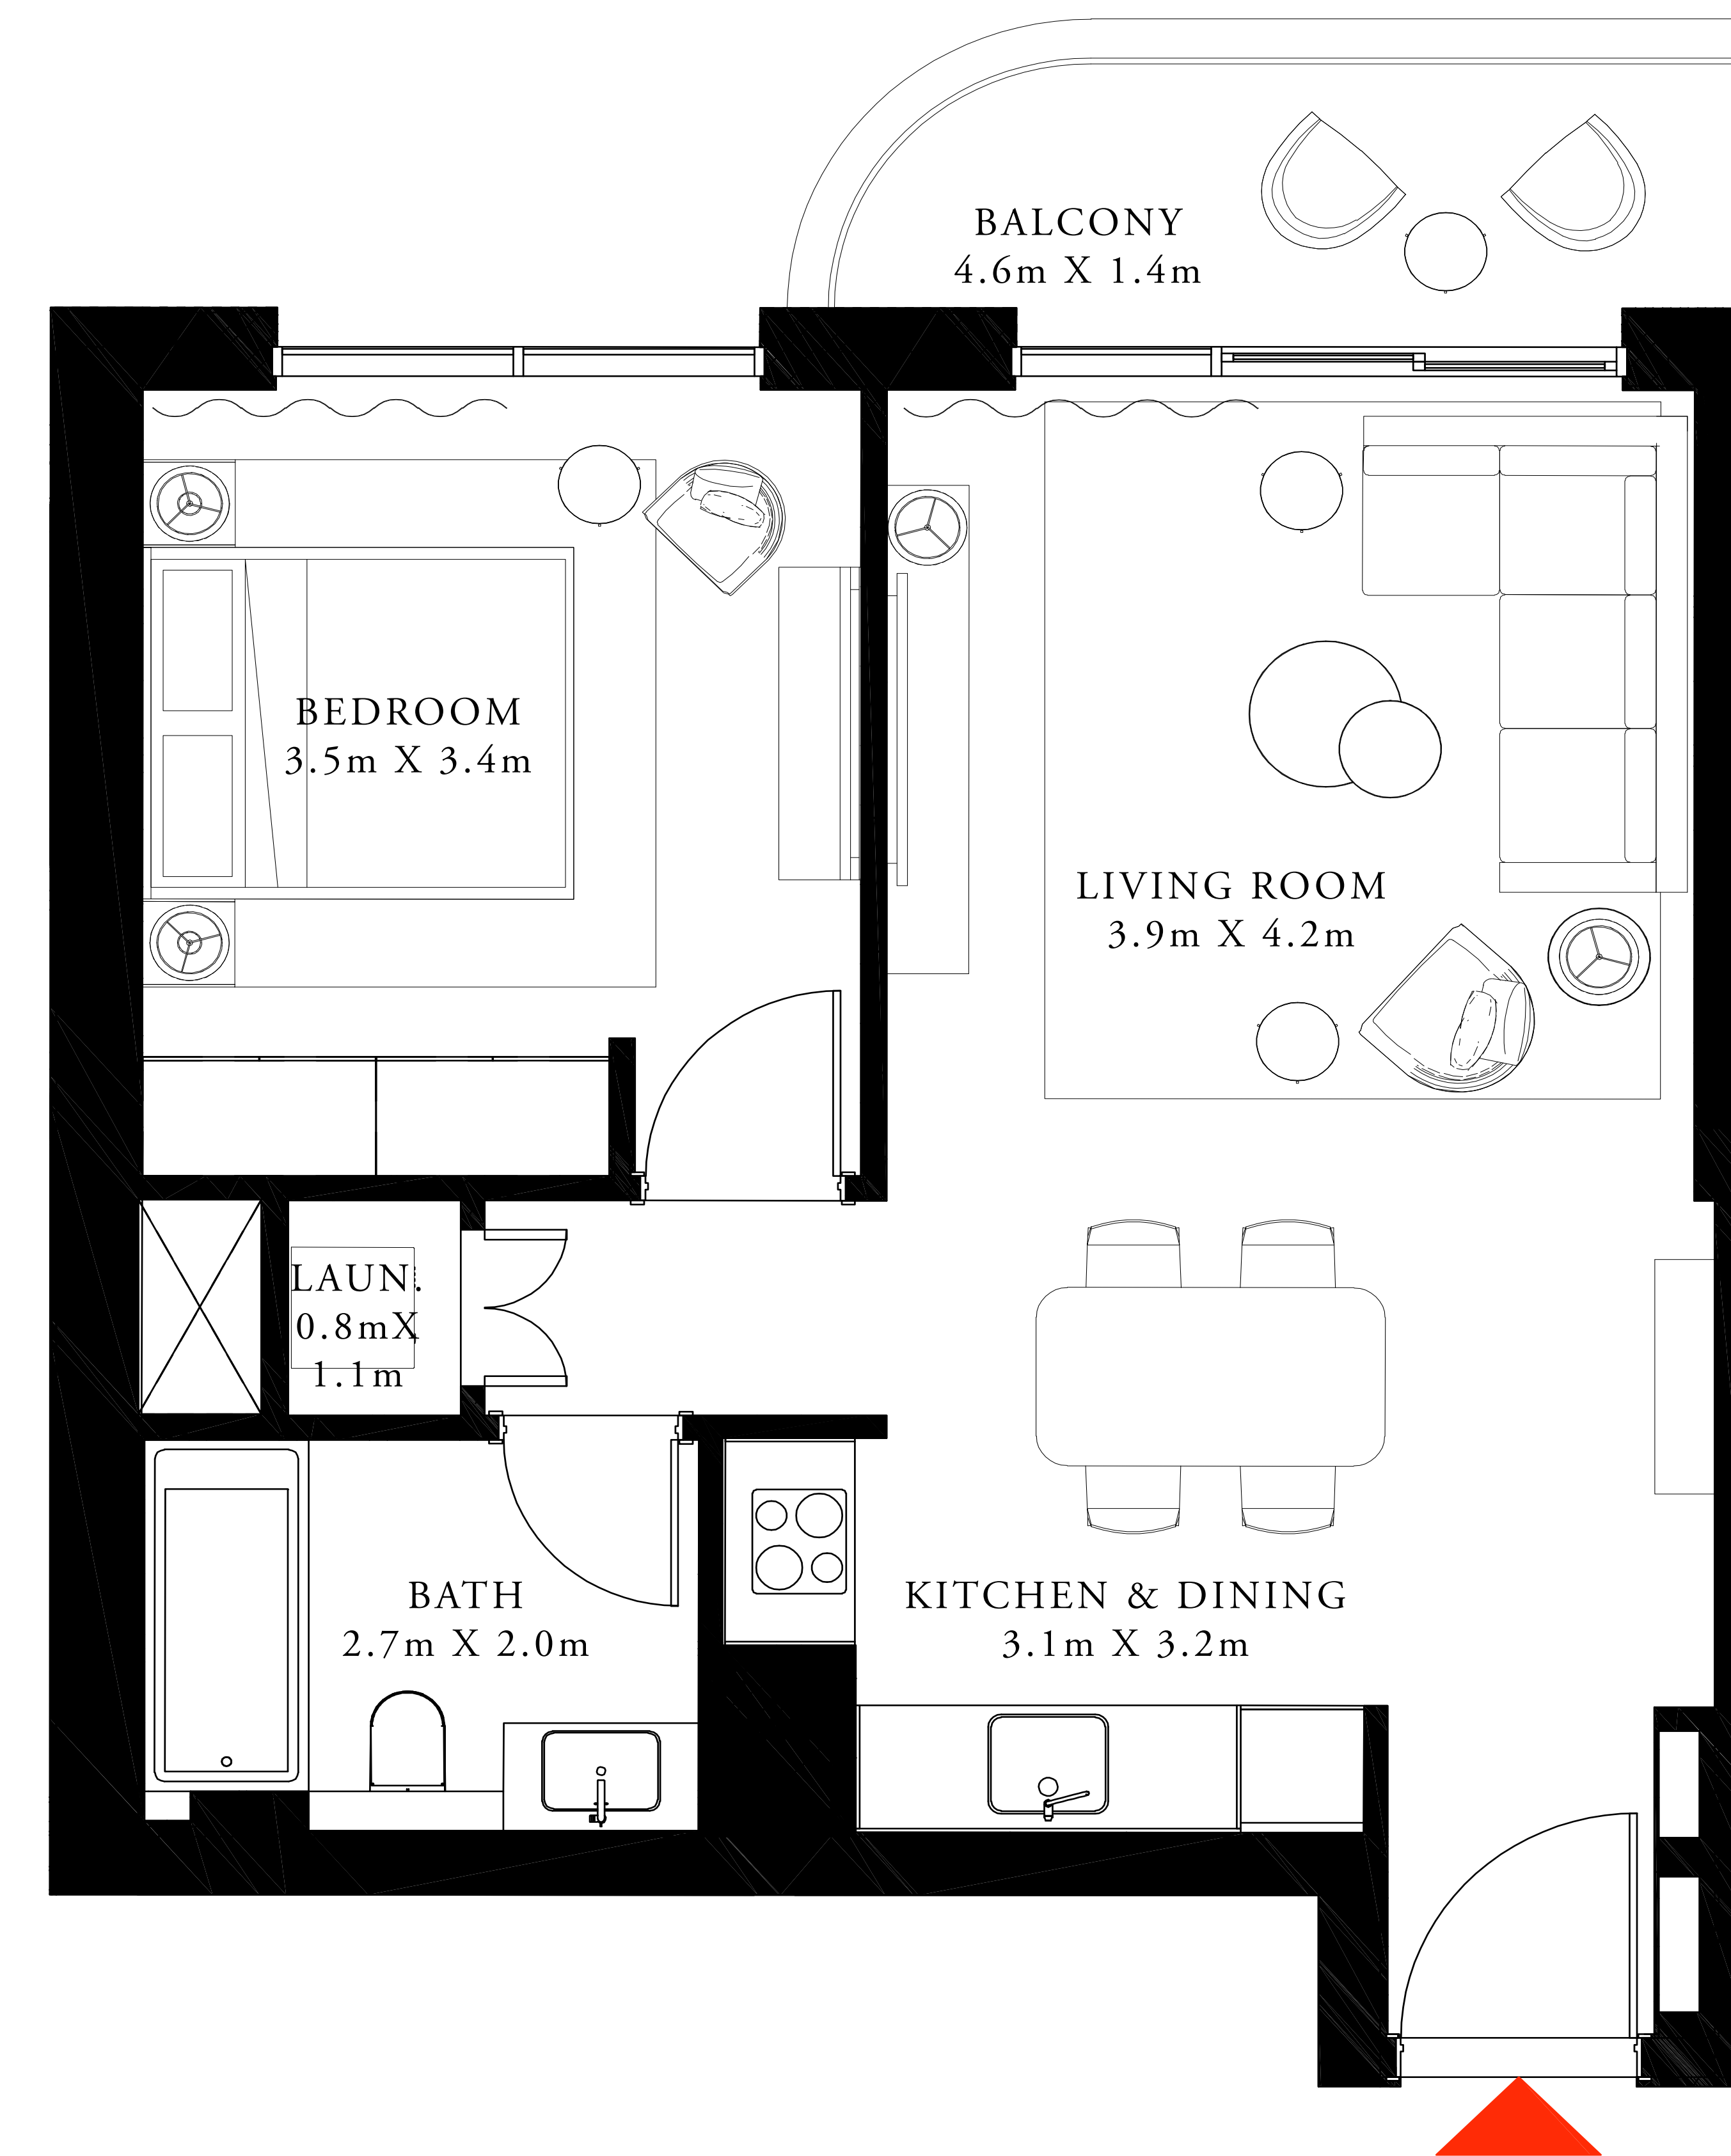 BALCONY
4.6m X 1.4m
BEDROOM
3.5m X 3.4m
LIVING ROOM
3.9m X 4.2m
LAUN.
0.8mX
1.1m
BATH
2.7m X 2.0m
KITCHEN & DINING
3.1m X 3.2m